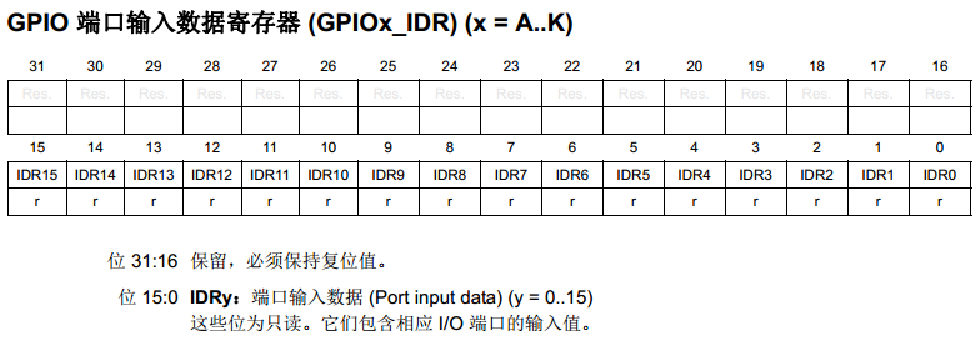 GPIO 端口输入数据寄存器 (GPIOx_IDR) (x = A..K)
31 30 29 28 27 26 25 24 23 22 21 20 19 18 17 16
Res. Res. Res. Res. Res. Res. Res. Res. Res. Res. Res. Res. Res. Res. Res. Res.
15 14 13 12 11 10 9 8 7 6 5 4 3 2 1 0
IDR15 IDR14 IDR13 IDR12 IDR11 IDR10 IDR9 IDR8 IDR7 IDR6 IDR5 IDR4 IDR3 IDR2 IDR1 IDR0
r r r r r r r r r r r r r r r r
位 31:16 保留，必须保持复位值。
位 15:0 IDRy：端口输入数据 (Port input data) (y = 0..15)
这些位为只读。它们包含相应 I/O 端口的输入值。